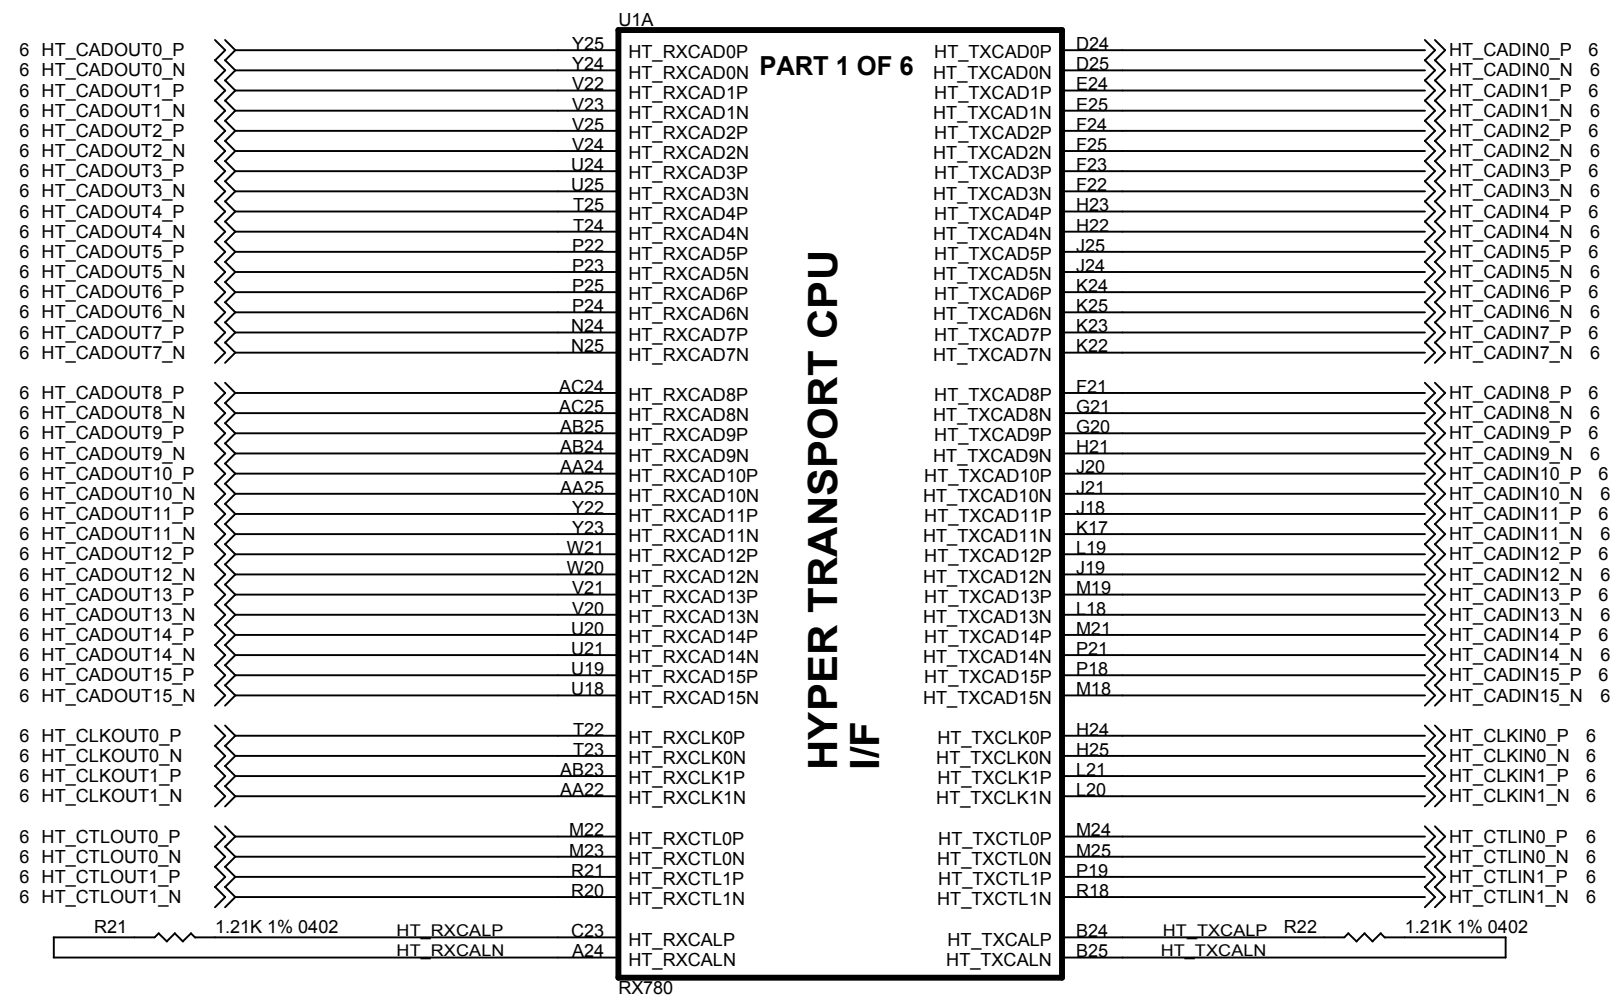 U1A
6 HT_CADOUT0_P Y25 HT_RXCAD0P PART 1 OF 6 HT_TXCAD0P D24 HT_CADIN0_P 6
6 HT_CADOUT0_N Y24 HT_RXCAD0N HT_TXCAD0N D25 HT_CADIN0_N 6
6 HT_CADOUT1_P V22 HT_RXCAD1P HT_TXCAD1P E24 HT_CADIN1_P 6
6 HT_CADOUT1_N V23 HT_RXCAD1N HT_TXCAD1N E25 HT_CADIN1_N 6
6 HT_CADOUT2_P V25 HT_RXCAD2P HT_TXCAD2P F24 HT_CADIN2_P 6
6 HT_CADOUT2_N V24 HT_RXCAD2N HT_TXCAD2N F25 HT_CADIN2_N 6
6 HT_CADOUT3_P U24 HT_RXCAD3P HT_TXCAD3P F23 HT_CADIN3_P 6
6 HT_CADOUT3_N U25 HT_RXCAD3N HT_TXCAD3N F22 HT_CADIN3_N 6
6 HT_CADOUT4_P T25 HT_RXCAD4P HT_TXCAD4P H23 HT_CADIN4_P 6
6 HT_CADOUT4_N T24 HT_RXCAD4N HT_TXCAD4N H22 HT_CADIN4_N 6
6 HT_CADOUT5_P P22 HT_RXCAD5P HT_TXCAD5P J25 HT_CADIN5_P 6
6 HT_CADOUT5_N P23 HT_RXCAD5N HT_TXCAD5N J24 HT_CADIN5_N 6
6 HT_CADOUT6_P P25 HT_RXCAD6P HT_TXCAD6P K24 HT_CADIN6_P 6
6 HT_CADOUT6_N P24 HT_RXCAD6N HT_TXCAD6N K25 HT_CADIN6_N 6
6 HT_CADOUT7_P N24 HT_RXCAD7P HT_TXCAD7P K23 HT_CADIN7_P 6
6 HT_CADOUT7_N N25 HT_RXCAD7N HT_TXCAD7N K22 HT_CADIN7_N 6
6 HT_CADOUT8_P AC24 HT_RXCAD8P HT_TXCAD8P F21 HT_CADIN8_P 6
6 HT_CADOUT8_N AC25 HT_RXCAD8N HT_TXCAD8N G21 HT_CADIN8_N 6
6 HT_CADOUT9_P AB25 HT_RXCAD9P HT_TXCAD9P G20 HT_CADIN9_P 6
6 HT_CADOUT9_N AB24 HT_RXCAD9N HT_TXCAD9N H21 HT_CADIN9_N 6
6 HT_CADOUT10_P AA24 HT_RXCAD10P HT_TXCAD10P J20 HT_CADIN10_P 6
6 HT_CADOUT10_N AA25 HT_RXCAD10N HT_TXCAD10N J21 HT_CADIN10_N 6
6 HT_CADOUT11_P Y22 HT_RXCAD11P HT_TXCAD11P J18 HT_CADIN11_P 6
6 HT_CADOUT11_N Y23 HT_RXCAD11N HT_TXCAD11N K17 HT_CADIN11_N 6
6 HT_CADOUT12_P W21 HT_RXCAD12P HT_TXCAD12P L19 HT_CADIN12_P 6
6 HT_CADOUT12_N W20 HT_RXCAD12N HT_TXCAD12N J19 HT_CADIN12_N 6
6 HT_CADOUT13_P V21 HT_RXCAD13P HT_TXCAD13P M19 HT_CADIN13_P 6
6 HT_CADOUT13_N V20 HT_RXCAD13N HT_TXCAD13N L18 HT_CADIN13_N 6
6 HT_CADOUT14_P U20 HT_RXCAD14P HT_TXCAD14P M21 HT_CADIN14_P 6
6 HT_CADOUT14_N U21 HT_RXCAD14N HT_TXCAD14N P21 HT_CADIN14_N 6
6 HT_CADOUT15_P U19 HT_RXCAD15P HT_TXCAD15P P18 HT_CADIN15_P 6
6 HT_CADOUT15_N U18 HT_RXCAD15N HT_TXCAD15N M18 HT_CADIN15_N 6
6 HT_CLKOUT0_P T22 HT_RXCLK0P HT_TXCLK0P H24 HT_CLKIN0_P 6
6 HT_CLKOUT0_N T23 HT_RXCLK0N HT_TXCLK0N H25 HT_CLKIN0_N 6
6 HT_CLKOUT1_P AB23 HT_RXCLK1P HT_TXCLK1P L21 HT_CLKIN1_P 6
6 HT_CLKOUT1_N AA22 HT_RXCLK1N HT_TXCLK1N L20 HT_CLKIN1_N 6
6 HT_CTLOUT0_P M22 HT_RXCTL0P HT_TXCTL0P M24 HT_CTLIN0_P 6
6 HT_CTLOUT0_N M23 HT_RXCTL0N HT_TXCTL0N M25 HT_CTLIN0_N 6
6 HT_CTLOUT1_P R21 HT_RXCTL1P HT_TXCTL1P P19 HT_CTLIN1_P 6
6 HT_CTLOUT1_N R20 HT_RXCTL1N HT_TXCTL1N R18 HT_CTLIN1_N 6
R21 1.21K 1% 0402 HT_RXCALP C23 HT_RXCALP HT_TXCALP B24 HT_TXCALP R22 1.21K 1% 0402
HT_RXCALN A24 HT_RXCALN HT_TXCALN B25 HT_TXCALN
HYPER TRANSPORT CPU
I/F
RX780